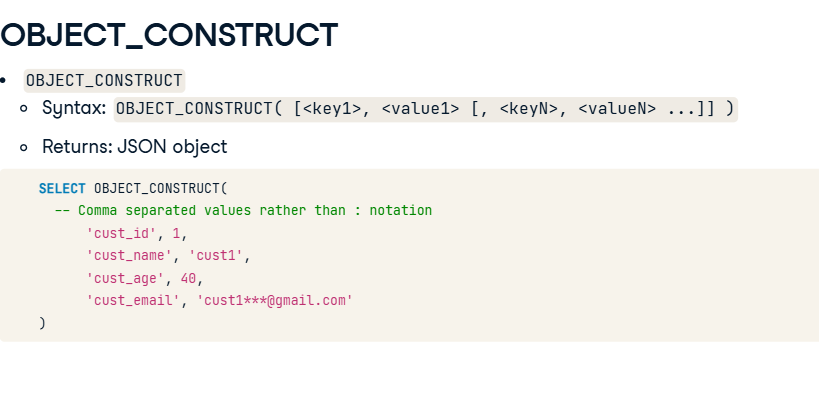 OBJECT_CONSTRUCT
• OBJECT_CONSTRUCT
○ Syntax: OBJECT_CONSTRUCT( [<key1>, <value1> [, <keyN>, <valueN> ...]] )
○ Returns: JSON object
SELECT OBJECT_CONSTRUCT(
-- Comma separated values rather than : notation
'cust_id', 1,
'cust_name', 'cust1',
'cust_age', 40,
'cust_email', 'cust1***@gmail.com'
)